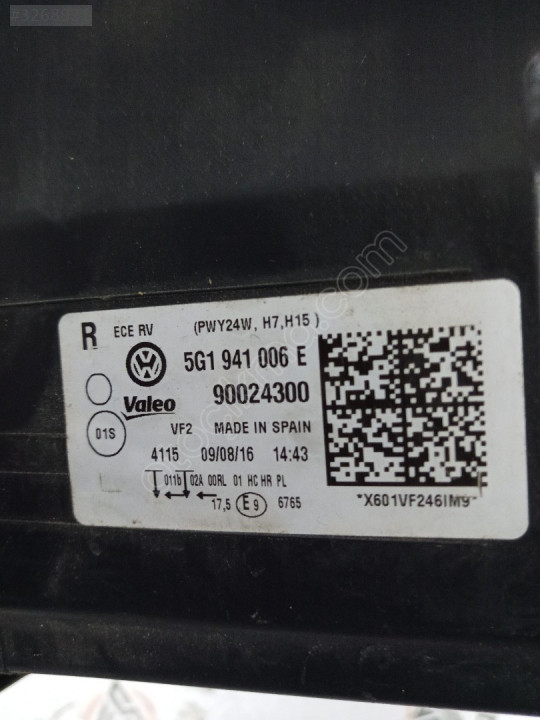 R ECE RV (PWY24W, H7,H15 )
5G1 941 006 E
Valeo 90024300
01S VF2 MADE IN SPAIN
4115 09/08/16 14:43
011b 02A 00RL 01 HC HR PL
17,5 E9 6765
*X601VF246IM9*